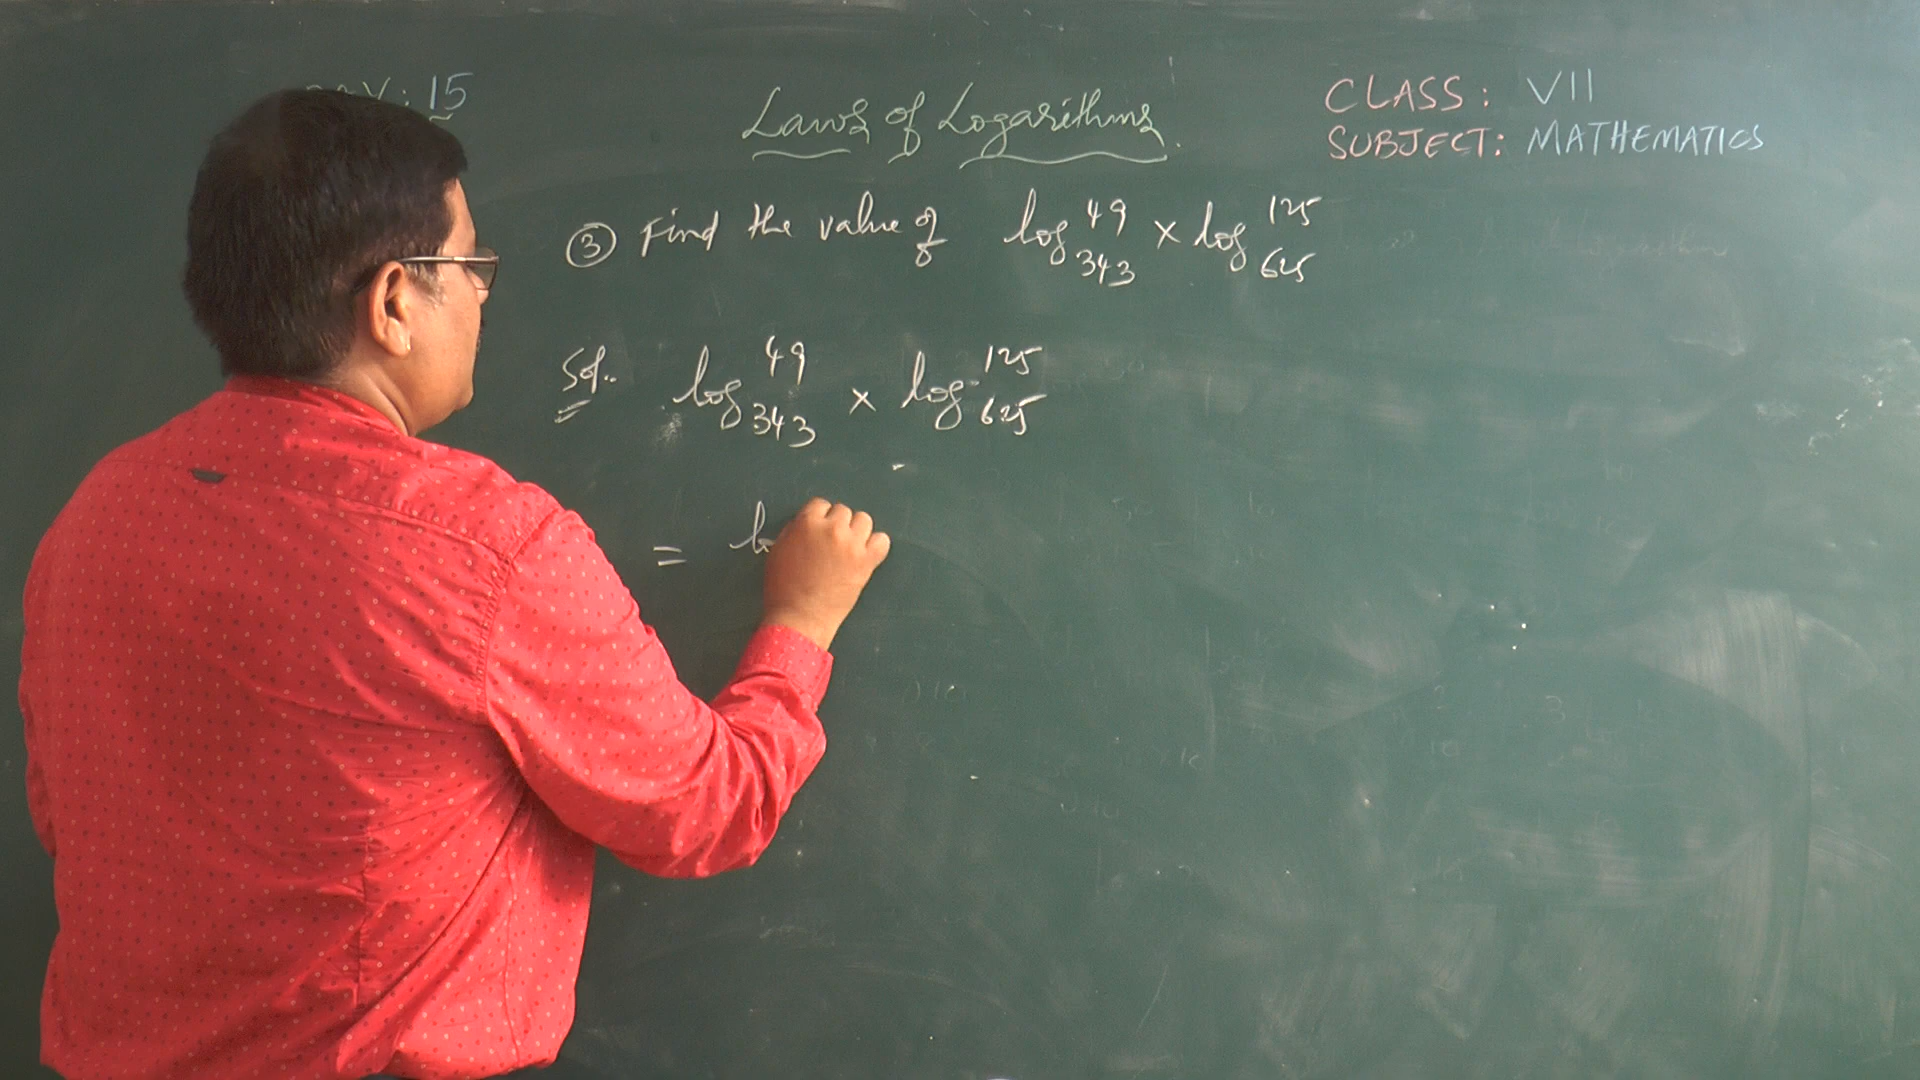 : 15
Laws of Logarithms.
CLASS: VII
SUBJECT: MATHEMATICS
③ Find the value of log 49 343 × log 125 625
Sol. log 49 343 × log 125 625
= lo